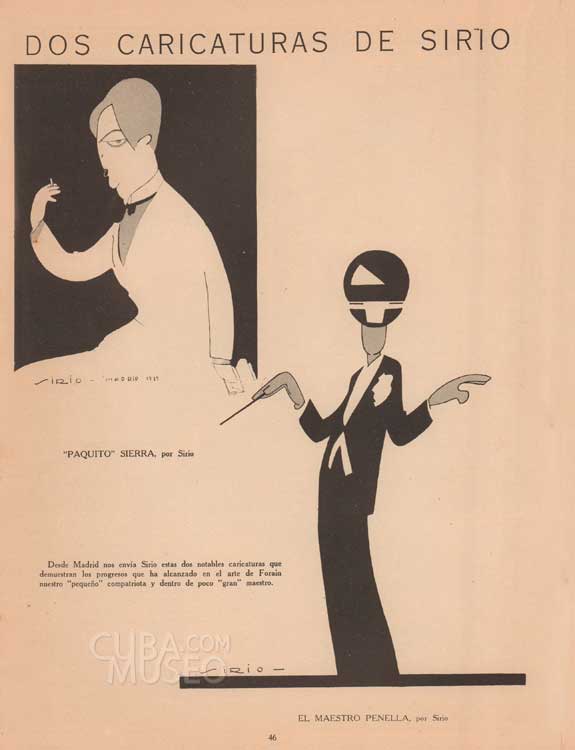 DOS CARICATURAS DE SIRIO
SIRIO - MADRID 1921
"PAQUITO" SIERRA, por Sirio
Desde Madrid nos envía Sirio estas dos notables caricaturas que
demuestran los progresos que ha alcanzado en el arte de Forain
nuestro "pequeño" compatriota y dentro de poco "gran" maestro.
CUBA.COM
MUSEO
SIRIO -
EL MAESTRO PENELLA, por Sirio
46